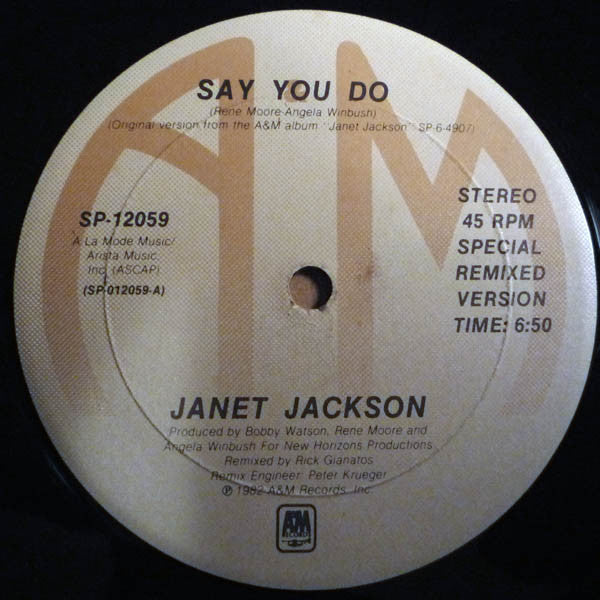 A&M
SAY YOU DO
(Rene Moore-Angela Winbush)
(Original version from the A&M album "Janet Jackson" SP-6-4907)
SP-12059
A La Mode Music/
Arista Music,
Inc. (ASCAP)
(SP-012059-A)
STEREO
45 RPM
SPECIAL
REMIXED
VERSION
TIME: 6:50
JANET JACKSON
Produced by Bobby Watson, Rene Moore and
Angela Winbush For New Horizons Productions
Remixed by Rick Gianatos
Remix Engineer: Peter Krueger
℗ 1982 A&M Records, Inc.
A&M
RECORDS